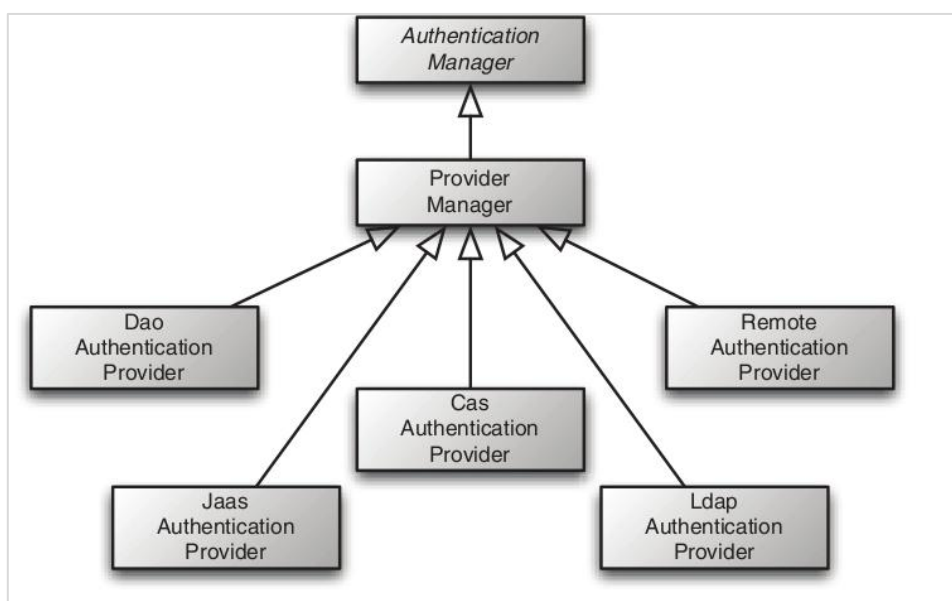 Authentication
Manager
Provider
Manager
Dao
Authentication
Provider
Remote
Authentication
Provider
Cas
Authentication
Provider
Jaas
Authentication
Provider
Ldap
Authentication
Provider